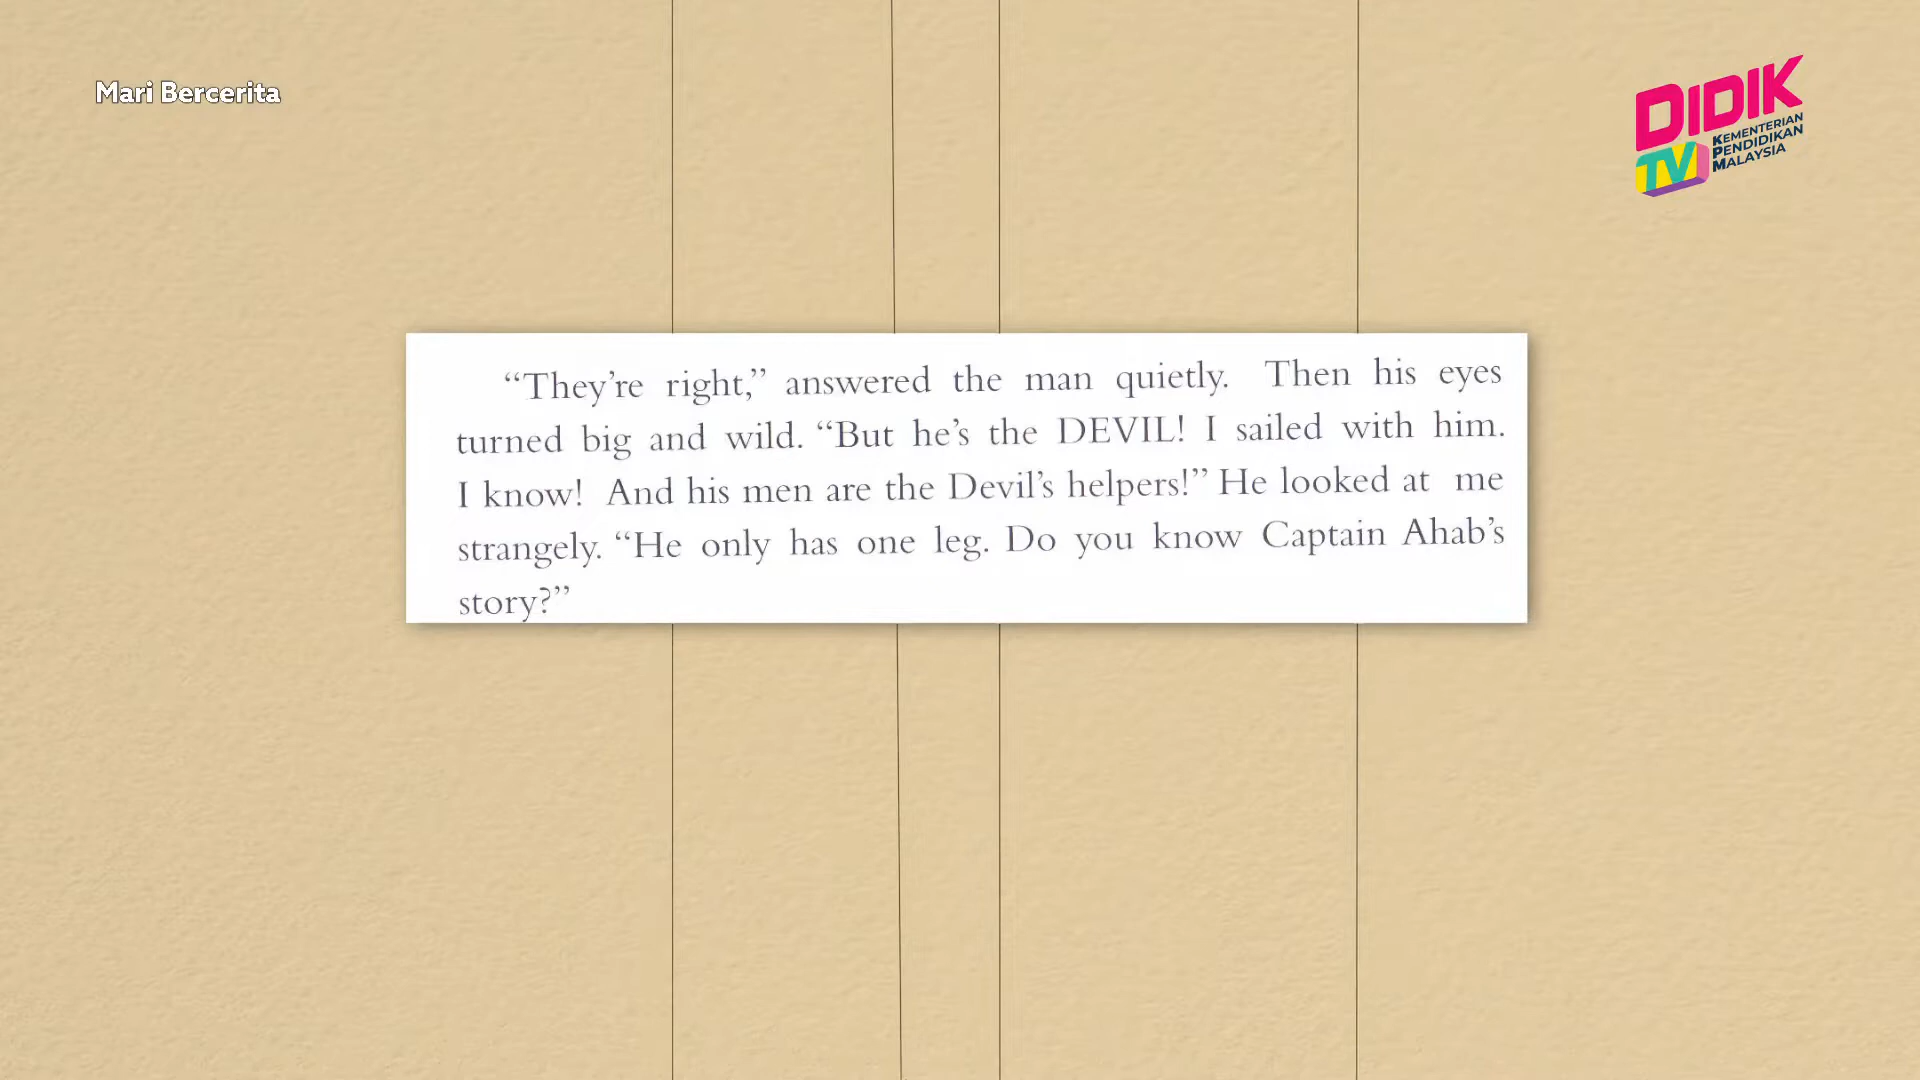 Mari Bercerita
DIDIK
TV
KEMENTERIAN
PENDIDIKAN
MALAYSIA
“They’re right,” answered the man quietly. Then his eyes
turned big and wild. “But he’s the DEVIL! I sailed with him.
I know! And his men are the Devil’s helpers!” He looked at me
strangely. “He only has one leg. Do you know Captain Ahab’s
story?”